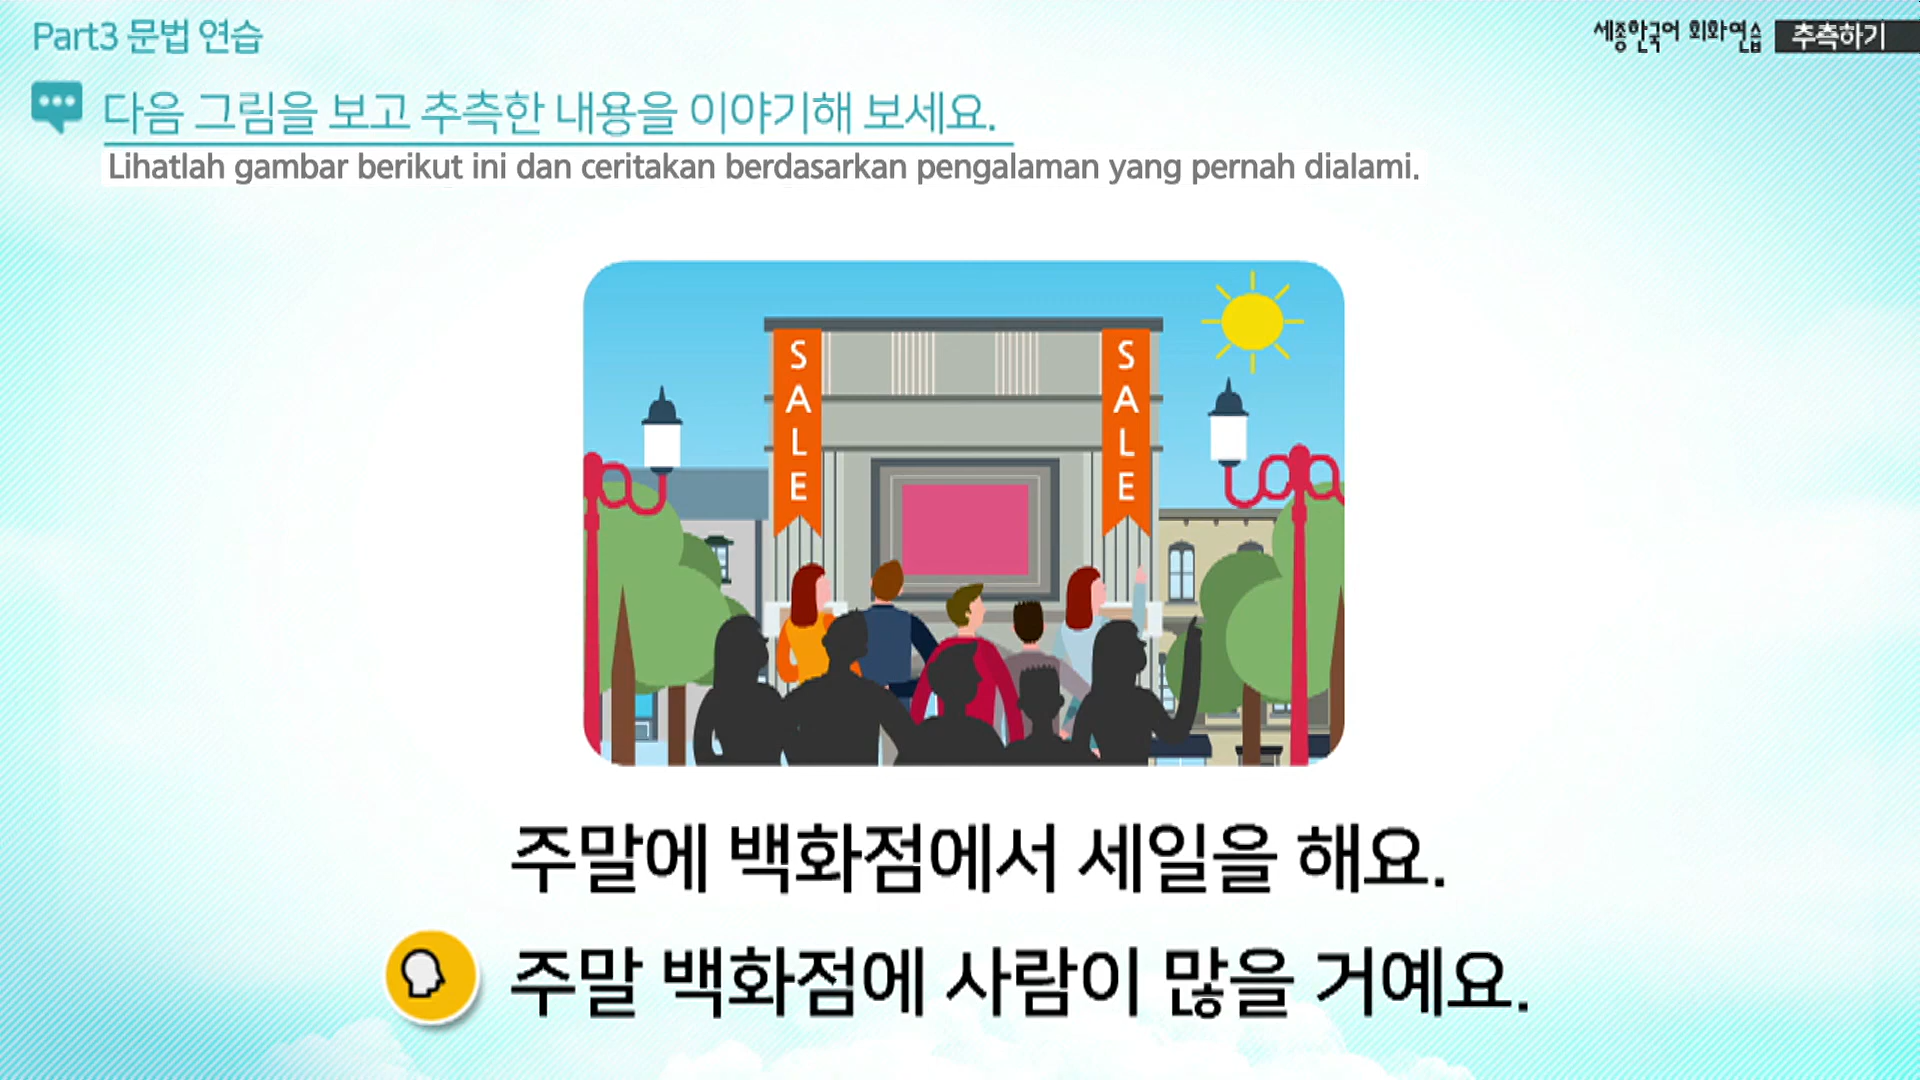 Part3 문법 연습
세종한국어 회화연습 추측하기
다음 그림을 보고 추측한 내용을 이야기해 보세요.
Lihatlah gambar berikut ini dan ceritakan berdasarkan pengalaman yang pernah dialami.
SALE
SALE
주말에 백화점에서 세일을 해요.
주말 백화점에 사람이 많을 거예요.